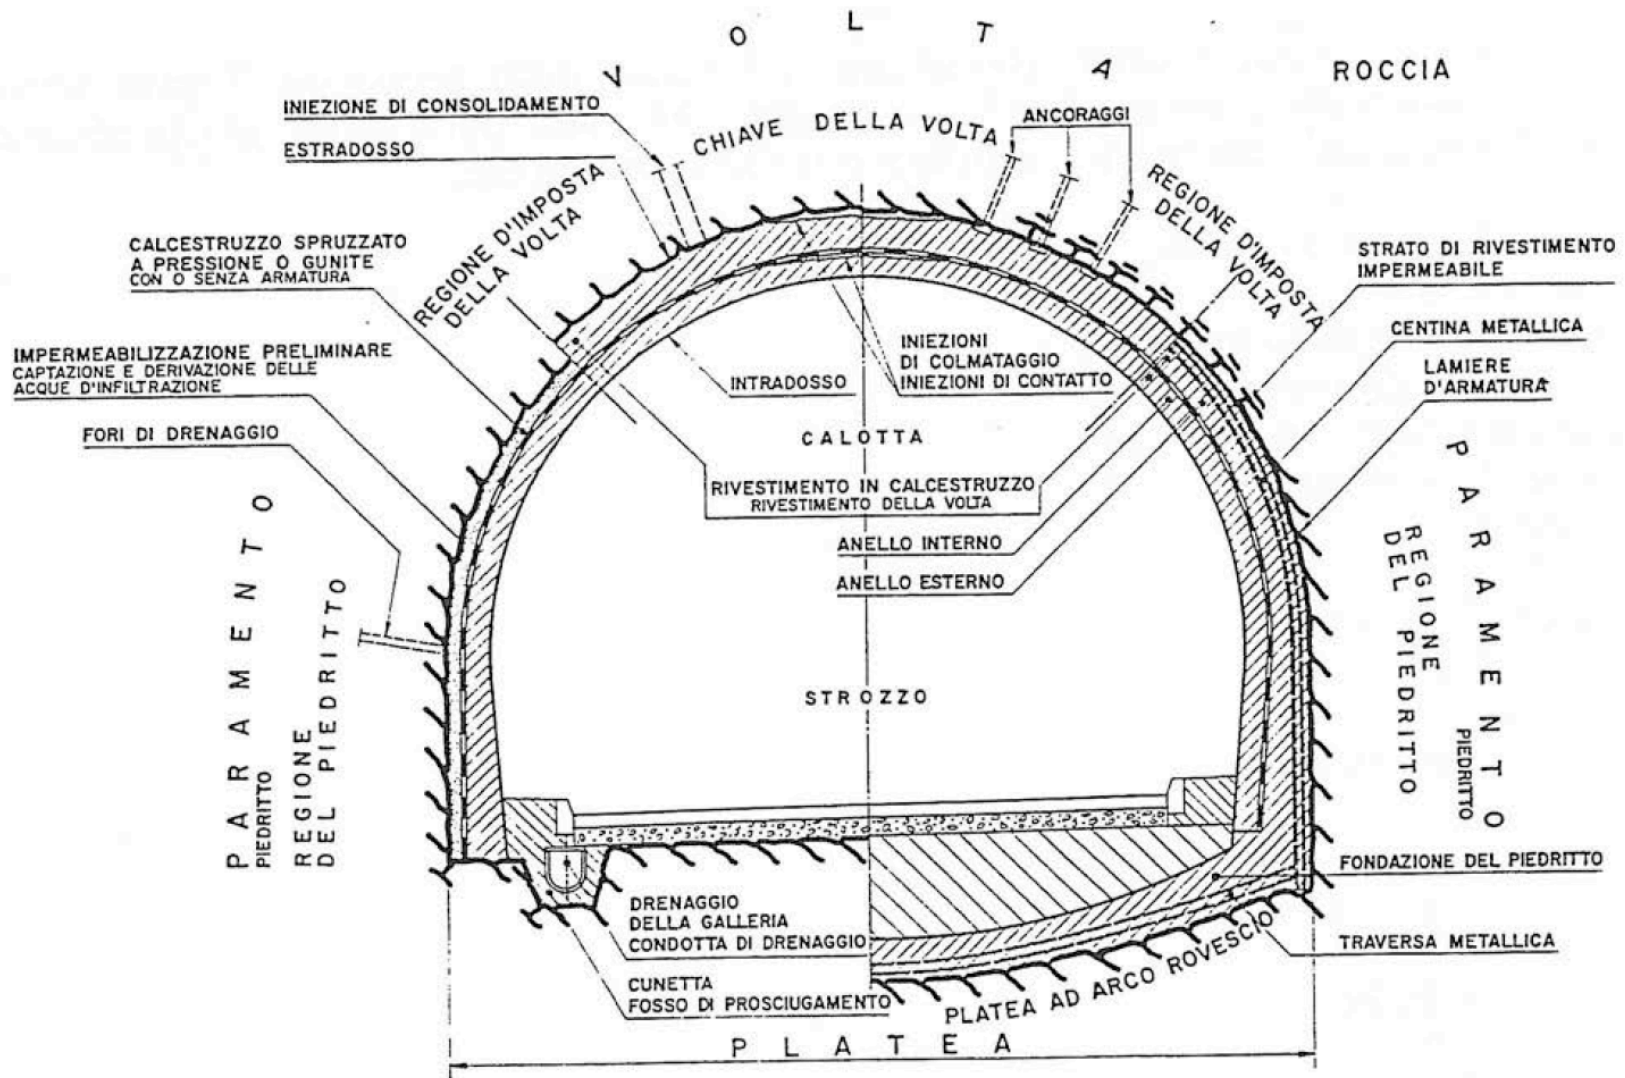 VOLTA
ROCCIA
INIEZIONE DI CONSOLIDAMENTO
ESTRADOSSO
CHIAVE DELLA VOLTA
ANCORAGGI
REGIONE D'IMPOSTA
DELLA VOLTA
REGIONE D'IMPOSTA
DELLA VOLTA
CALCESTRUZZO SPRUZZATO
A PRESSIONE O GUNITE
CON O SENZA ARMATURA
STRATO DI RIVESTIMENTO
IMPERMEABILE
CENTINA METALLICA
LAMIERE
D'ARMATURA
IMPERMEABILIZZAZIONE PRELIMINARE
CAPTAZIONE E DERIVAZIONE DELLE
ACQUE D'INFILTRAZIONE
FORI DI DRENAGGIO
INTRADOSSO
INIEZIONI
DI COLMATAGGIO
INIEZIONI DI CONTATTO
CALOTTA
RIVESTIMENTO IN CALCESTRUZZO
RIVESTIMENTO DELLA VOLTA
ANELLO INTERNO
ANELLO ESTERNO
STROZZO
PARAMENTO
PIEDRITTO
REGIONE
DEL PIEDRITTO
PARAMENTO
PIEDRITTO
REGIONE
DEL PIEDRITTO
FONDAZIONE DEL PIEDRITTO
TRAVERSA METALLICA
DRENAGGIO
DELLA GALLERIA
CONDOTTA DI DRENAGGIO
CUNETTA
FOSSO DI PROSCIUGAMENTO
PLATEA AD ARCO ROVESCIO
PLATEA